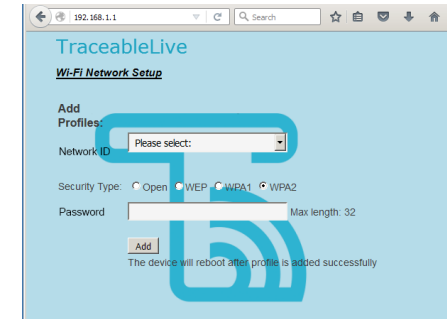 192.168.1.1
Search
TraceableLive
Wi-Fi Network Setup
Add
Profiles:
Network ID
Please select:
Security Type: Open WEP WPA1 WPA2
Password Max length: 32
Add
The device will reboot after profile is added successfully